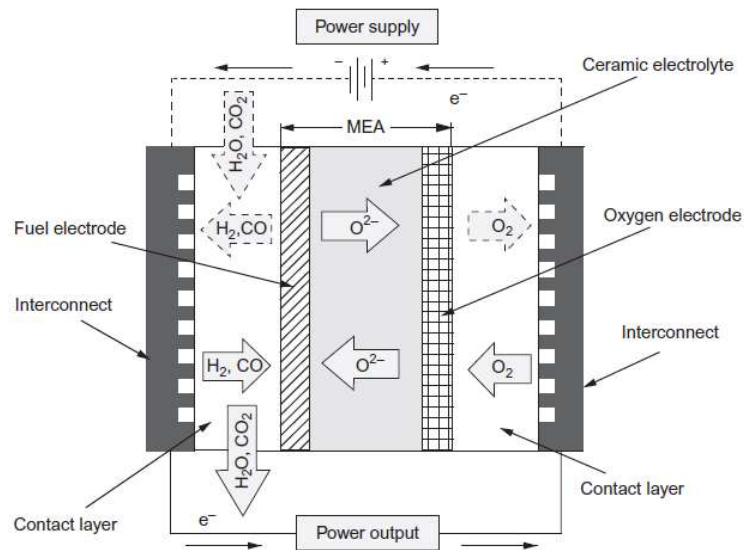 Power supply
− +
Ceramic electrolyte
e⁻
MEA
H₂O, CO₂
H₂,CO
O²⁻
O₂
Fuel electrode
Oxygen electrode
Interconnect
Interconnect
H₂, CO
O²⁻
O₂
H₂O, CO₂
Contact layer
Contact layer
e⁻
Power output